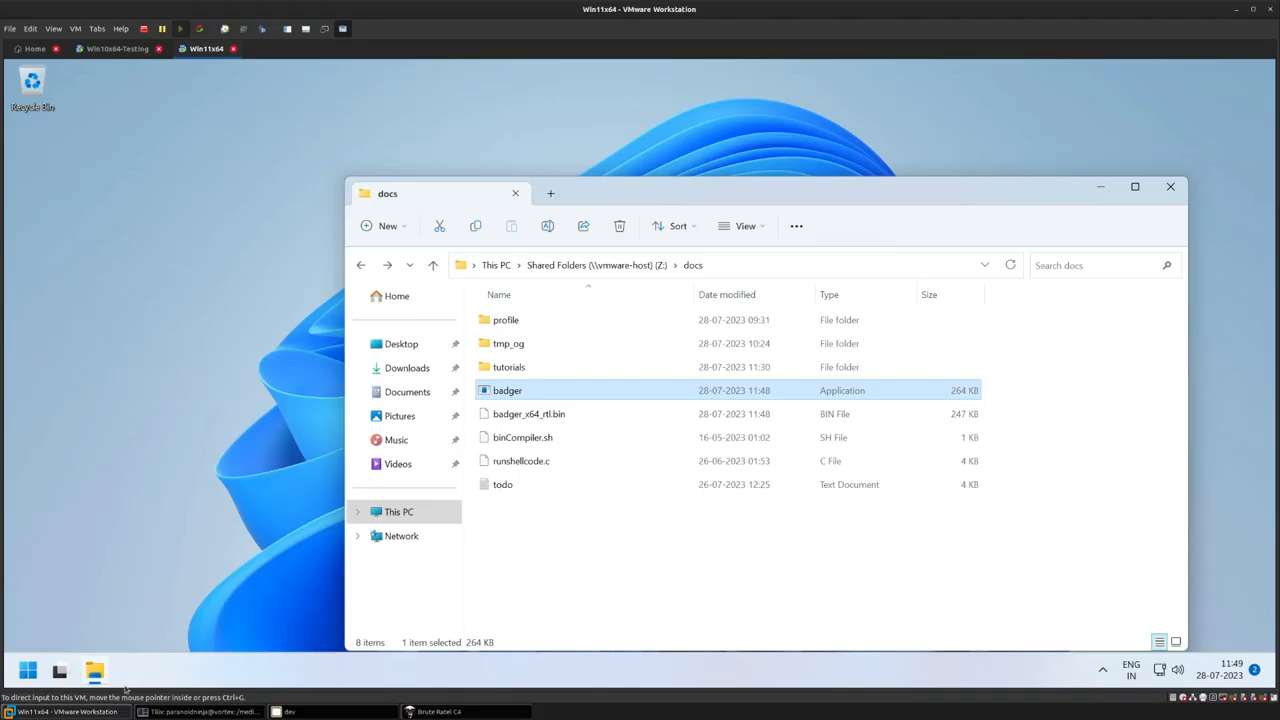 Win11x64 - VMware Workstation
File Edit View VM Tabs Help
Home Win10x64-Testing Win11x64
Recycle Bin
docs
New Sort View
This PC > Shared Folders (\\vmware-host) (Z:) > docs
Search docs
Name Date modified Type Size
Home
Desktop
Downloads
Documents
Pictures
Music
Videos
This PC
Network
profile 28-07-2023 09:31 File folder
tmp_og 28-07-2023 10:24 File folder
tutorials 28-07-2023 11:30 File folder
badger 28-07-2023 11:48 Application 264 KB
badger_x64_rtl.bin 28-07-2023 11:48 BIN File 247 KB
binCompiler.sh 16-05-2023 01:02 SH File 1 KB
runshellcode.c 26-06-2023 01:53 C File 4 KB
todo 26-07-2023 12:25 Text Document 4 KB
8 items 1 item selected 264 KB
ENG
IN
11:49
28-07-2023
2
To direct input to this VM, move the mouse pointer inside or press Ctrl+G.
Win11x64 - VMware Workstation Tilix: paranoidninja@vortex: /medi... dev Brute Ratel C4